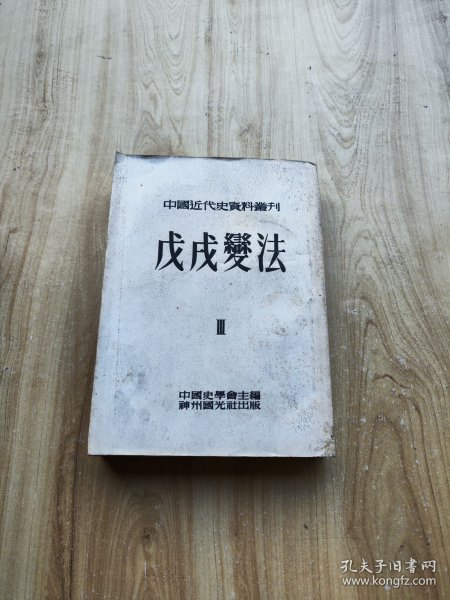 中國近代史資料叢刊
戊戌變法
III
中國史學會主編
神州國光社出版
孔夫子旧书网
www.kongfz.com